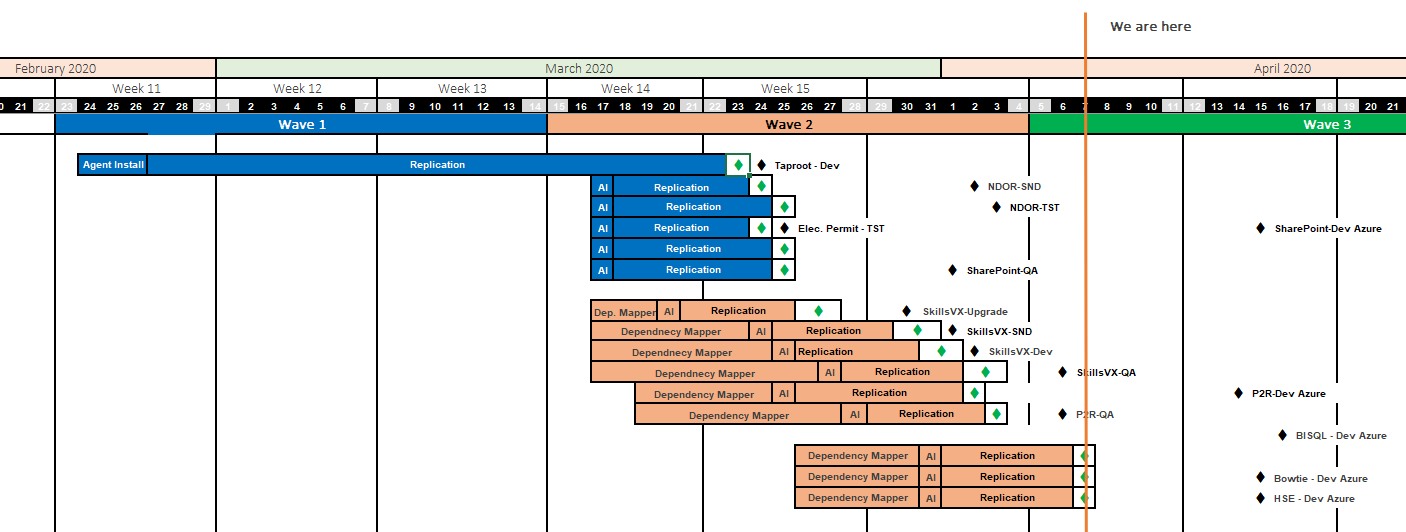 We are here
February 2020 March 2020 April 2020
Week 11 Week 12 Week 13 Week 14 Week 15
21 22 23 24 25 26 27 28 29 1 2 3 4 5 6 7 8 9 10 11 12 13 14 15 16 17 18 19 20 21 22 23 24 25 26 27 28 29 30 31 1 2 3 4 5 6 7 8 9 10 11 12 13 14 15 16 17 18 19 20 21
Wave 1 Wave 2 Wave 3
Agent Install Replication Taproot - Dev
AI Replication NDOR-SND
AI Replication NDOR-TST
AI Replication Elec. Permit - TST SharePoint-Dev Azure
AI Replication
AI Replication SharePoint-QA
Dep. Mapper AI Replication SkillsVX-Upgrade
Dependnecy Mapper AI Replication SkillsVX-SND
Dependnecy Mapper AI Replication SkillsVX-Dev
Dependnecy Mapper AI Replication SkillsVX-QA
Dependency Mapper AI Replication P2R-Dev Azure
Dependency Mapper AI Replication P2R-QA
BISQL - Dev Azure
Dependency Mapper AI Replication
Dependency Mapper AI Replication Bowtie - Dev Azure
Dependency Mapper AI Replication HSE - Dev Azure